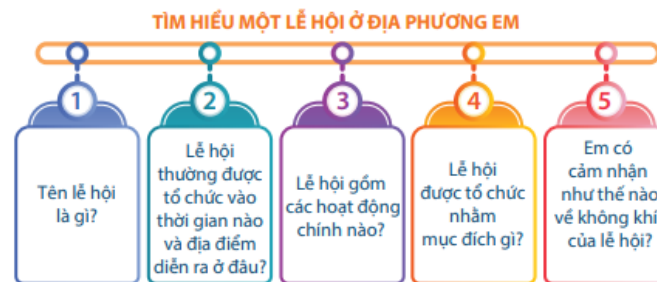 TÌM HIỂU MỘT LỄ HỘI Ở ĐỊA PHƯƠNG EM
1
Tên lễ hội
là gì?
2
Lễ hội
thường được
tổ chức vào
thời gian nào
và địa điểm
diễn ra ở đâu?
3
Lễ hội gồm
các hoạt động
chính nào?
4
Lễ hội
được tổ chức
nhằm
mục đích gì?
5
Em có
cảm nhận
như thế nào
về không khí
của lễ hội?